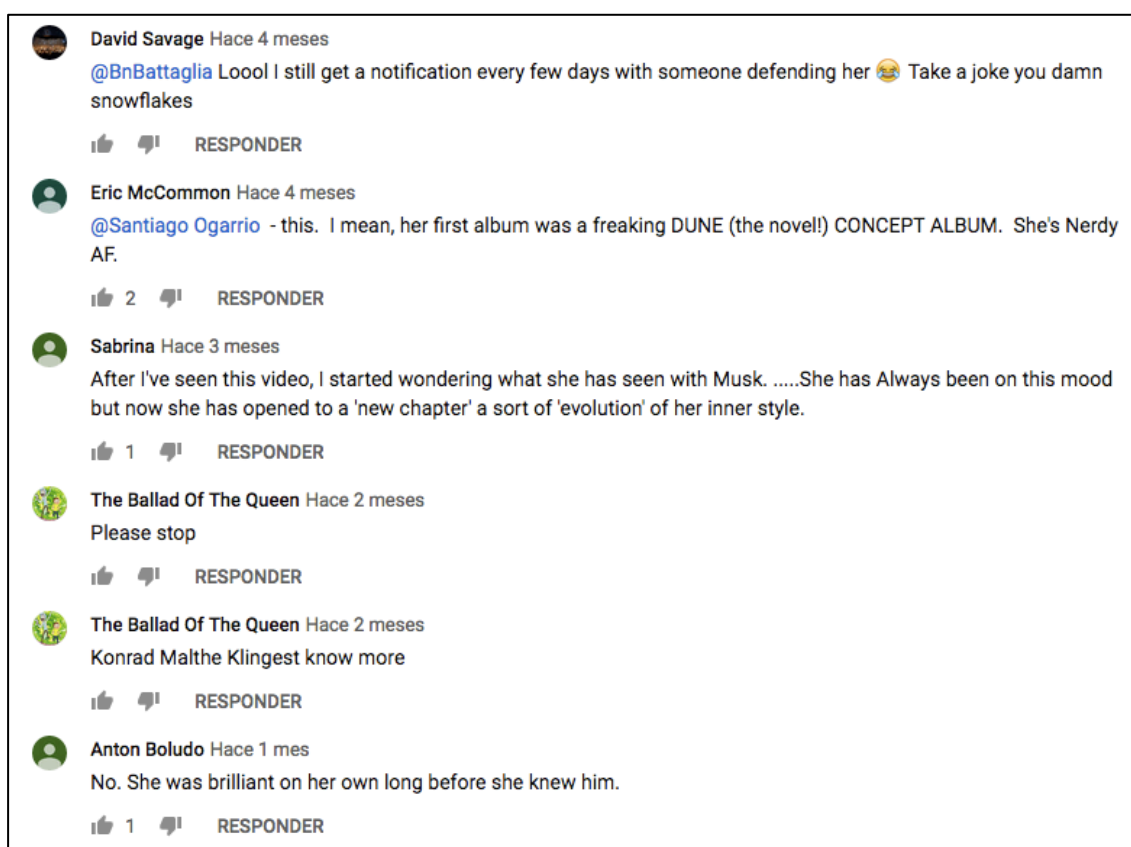 David Savage Hace 4 meses
@BnBattaglia Loool I still get a notification every few days with someone defending her 😂 Take a joke you damn
snowflakes
RESPONDER
Eric McCommon Hace 4 meses
@Santiago Ogarrio - this. I mean, her first album was a freaking DUNE (the novel!) CONCEPT ALBUM. She's Nerdy
AF.
2 RESPONDER
Sabrina Hace 3 meses
After I've seen this video, I started wondering what she has seen with Musk. .....She has Always been on this mood
but now she has opened to a 'new chapter' a sort of 'evolution' of her inner style.
1 RESPONDER
The Ballad Of The Queen Hace 2 meses
Please stop
RESPONDER
The Ballad Of The Queen Hace 2 meses
Konrad Malthe Klingest know more
RESPONDER
Anton Boludo Hace 1 mes
No. She was brilliant on her own long before she knew him.
1 RESPONDER